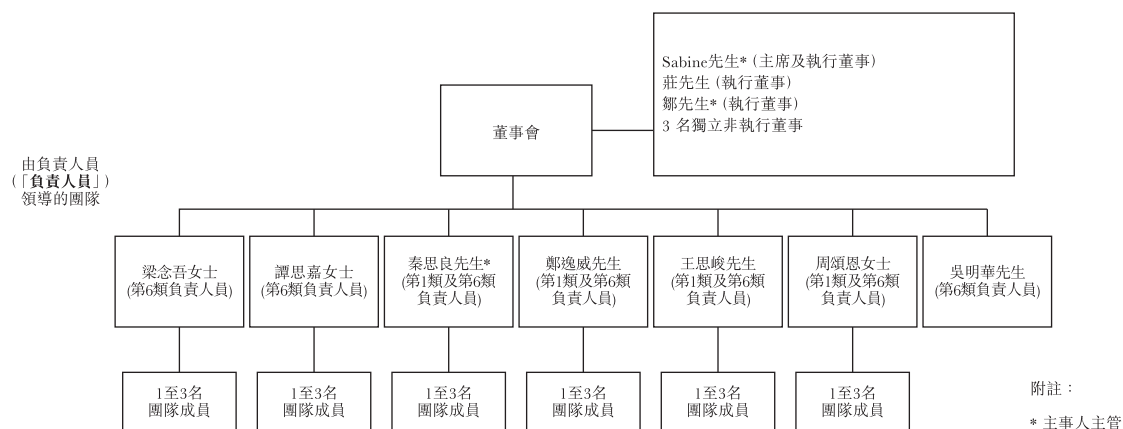 Sabine先生* (主席及執行董事)
莊先生 (執行董事)
鄒先生* (執行董事)
3 名獨立非執行董事
董事會
由負責人員
(「負責人員」)
領導的團隊
梁念吾女士
(第6類負責人員)
譚思嘉女士
(第6類負責人員)
秦思良先生*
(第1類及第6類
負責人員)
鄭逸威先生
(第1類及第6類
負責人員)
王思峻先生
(第1類及第6類
負責人員)
周頌恩女士
(第1類及第6類
負責人員)
吳明華先生
(第6類負責人員)
1至3名
團隊成員
1至3名
團隊成員
1至3名
團隊成員
1至3名
團隊成員
1至3名
團隊成員
1至3名
團隊成員
附註：
* 主事人主管